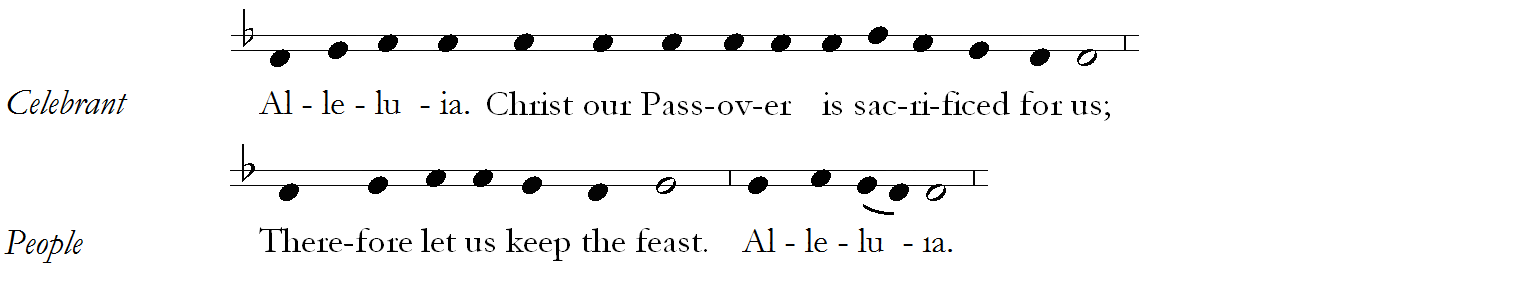 Celebrant Al - le - lu - ia. Christ our Pass-ov-er is sac-ri-ficed for us;
People There-fore let us keep the feast. Al - le - lu - ıa.